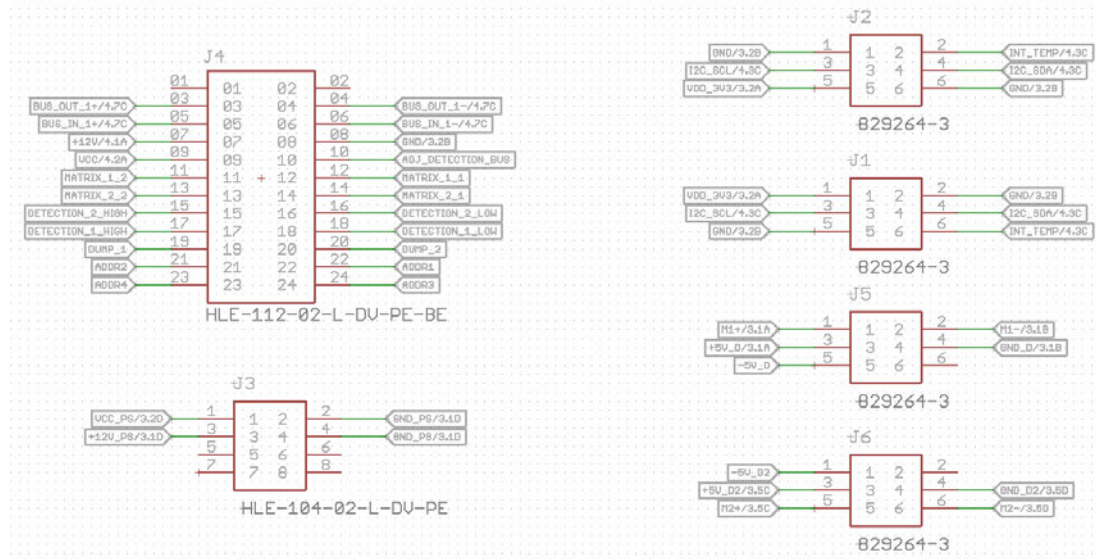 J4
01 01 02 02
BUS_OUT_1+/4.7C 03 03 04 04 BUS_OUT_1-/4.7C
BUS_IN_1+/4.7C 05 05 06 06 BUS_IN_1-/4.7C
+12V/4.1A 07 07 08 08 GND/3.2B
VCC/4.2A 09 09 10 10 ADJ_DETECTION_BUS
MATRIX_1_2 11 11 12 12 MATRIX_1_1
MATRIX_2_2 13 13 14 14 MATRIX_2_1
DETECTION_2_HIGH 15 15 16 16 DETECTION_2_LOW
DETECTION_1_HIGH 17 17 18 18 DETECTION_1_LOW
DUMP_1 19 19 20 20 DUMP_2
ADDR2 21 21 22 22 ADDR1
ADDR4 23 23 24 24 ADDR3
HLE-112-02-L-DV-PE-BE
J3
VCC_PS/3.2D 1 1 2 2 GND_PS/3.1D
+12V_PS/3.1D 3 3 4 4 GND_PS/3.1D
5 5 6 6
7 7 8 8
HLE-104-02-L-DV-PE
J2
GND/3.2B 1 1 2 2 INT_TEMP/4.3C
I2C_SCL/4.3C 3 3 4 4 I2C_SDA/4.3C
VDD_3V3/3.2A 5 5 6 6 GND/3.2B
829264-3
J1
VDD_3V3/3.2A 1 1 2 2 GND/3.2B
I2C_SCL/4.3C 3 3 4 4 I2C_SDA/4.3C
GND/3.2B 5 5 6 6 INT_TEMP/4.3C
829264-3
J5
M1+/3.1A 1 1 2 2 M1-/3.1B
+5V_D/3.1A 3 3 4 4 GND_D/3.1B
-5V_D 5 5 6 6
829264-3
J6
-5V_D2 1 1 2 2
+5V_D2/3.5C 3 3 4 4 GND_D2/3.5D
M2+/3.5C 5 5 6 6 M2-/3.5D
829264-3